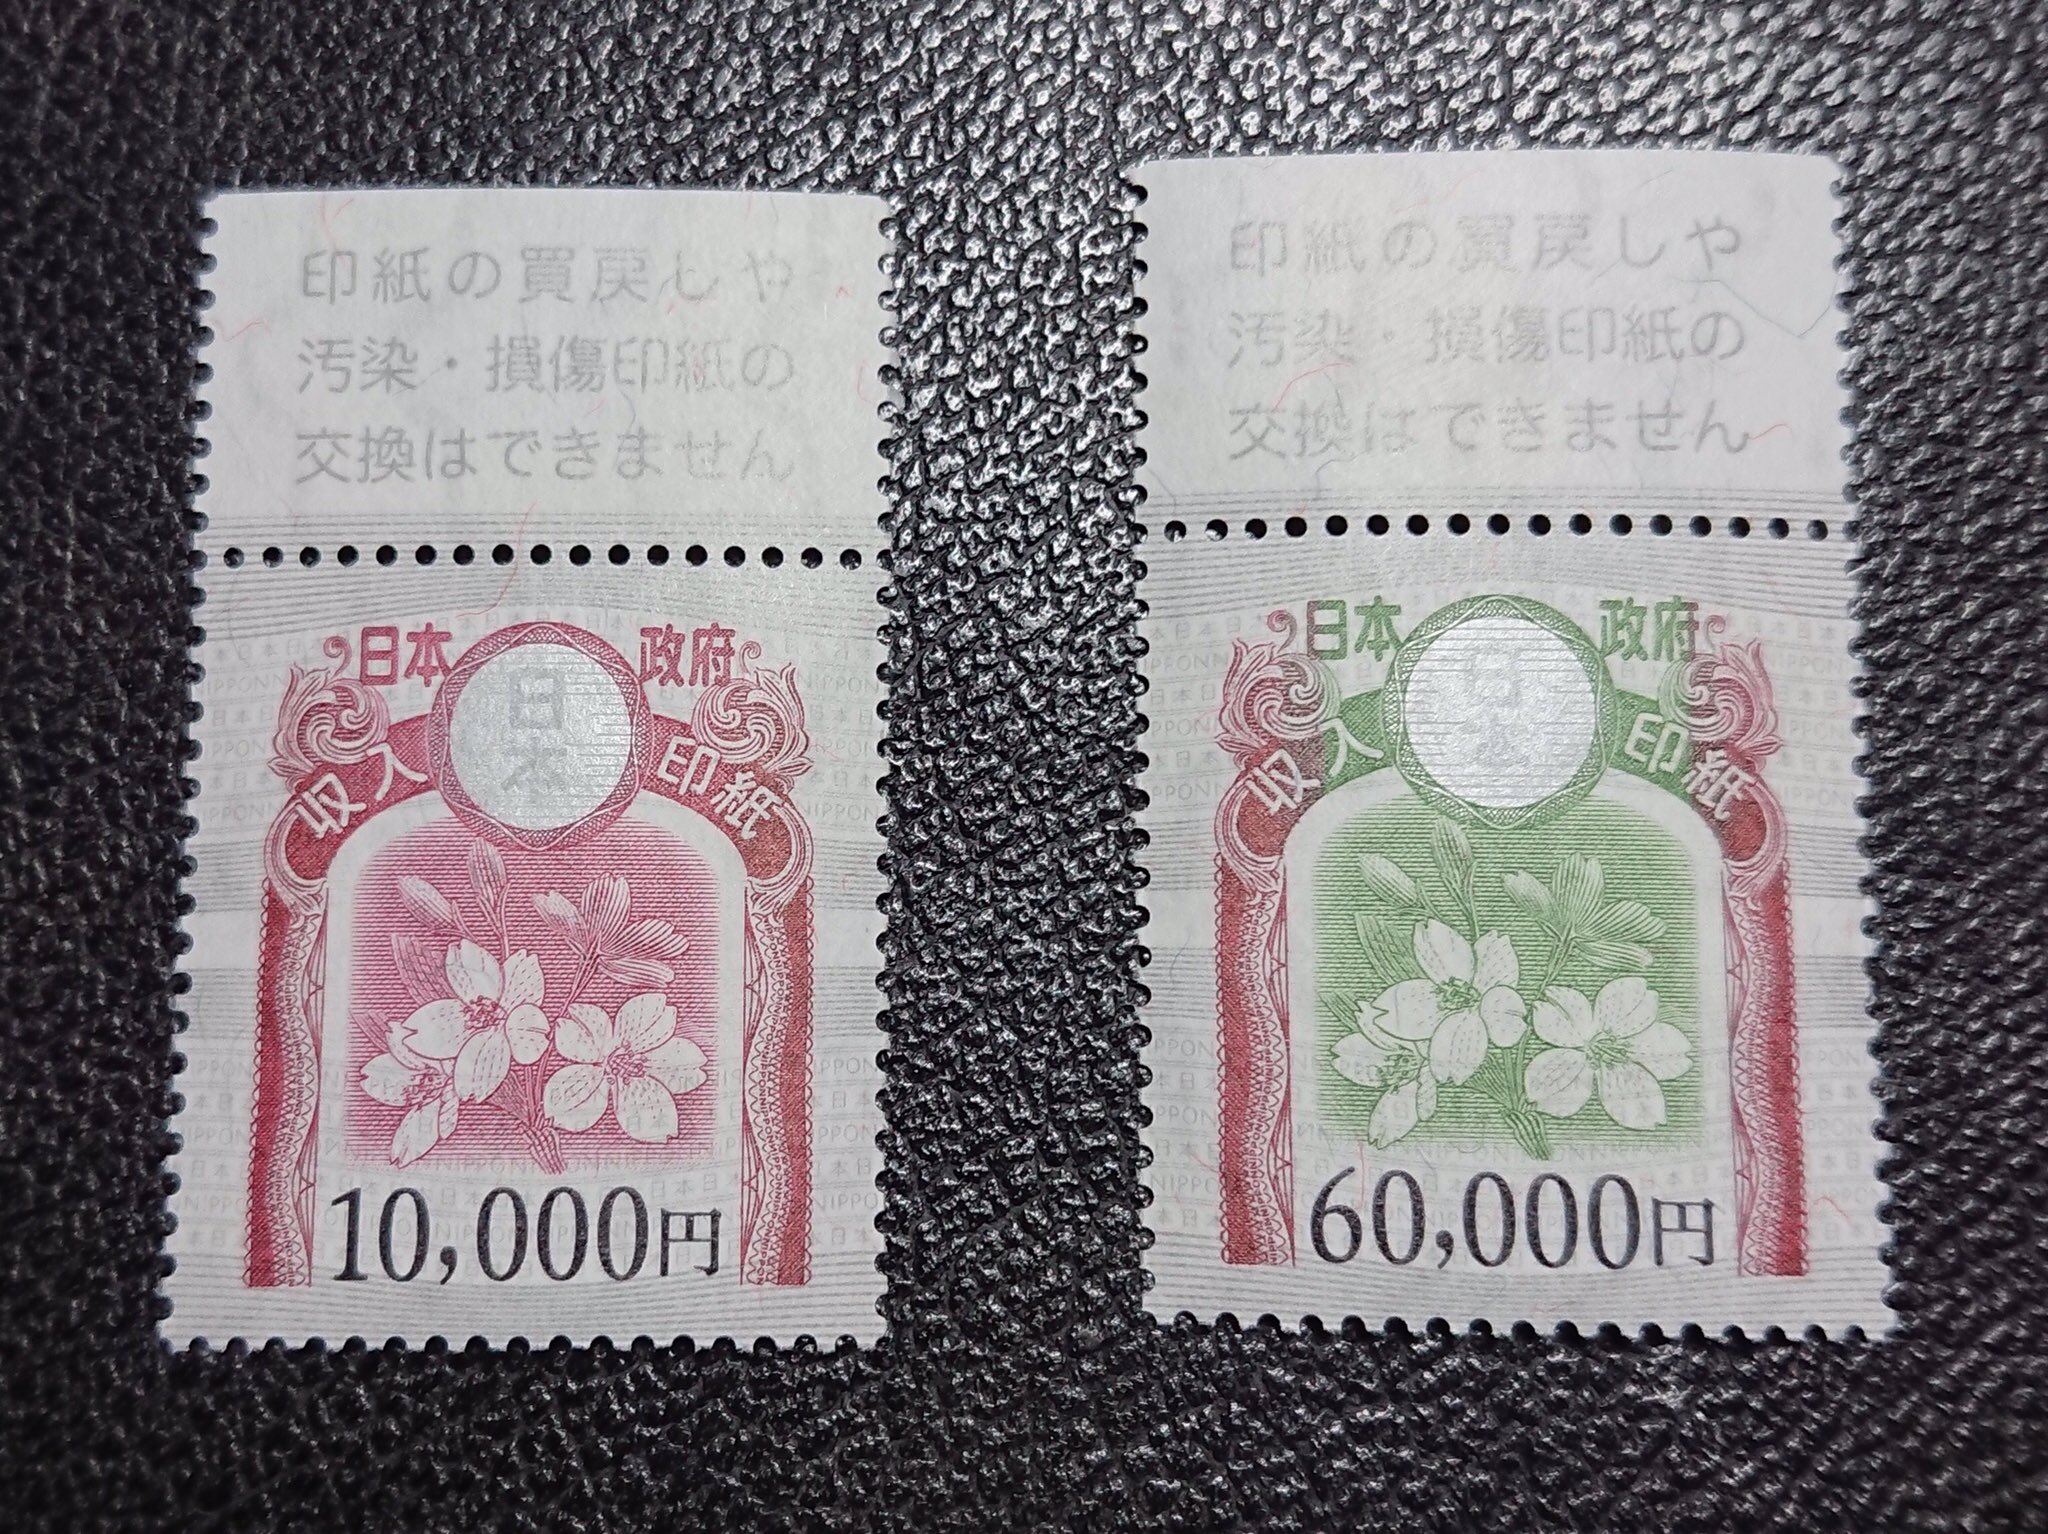 印紙の買戻しや
汚染・損傷印紙の
交換はできません
日本政府
日本
収入印紙
10,000円
印紙の買戻しや
汚染・損傷印紙の
交換はできません
日本政府
日本
収入印紙
60,000円